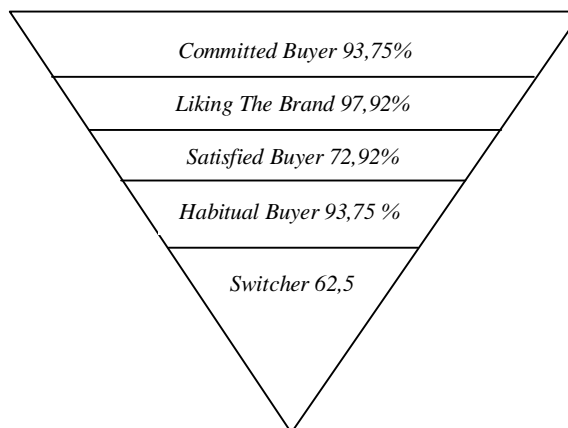 Committed Buyer 93,75%
Liking The Brand 97,92%
Satisfied Buyer 72,92%
Habitual Buyer 93,75 %
Switcher 62,5